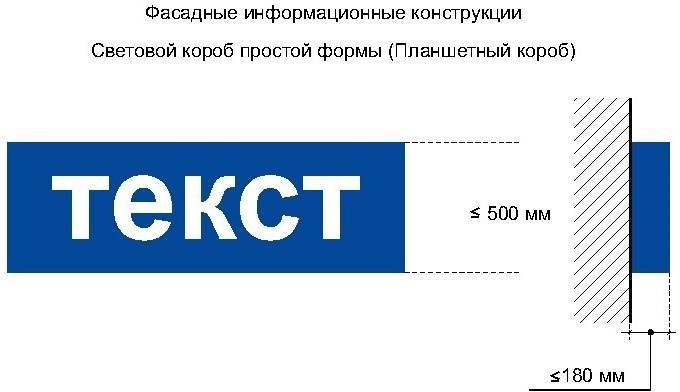 Фасадные информационные конструкции
Световой короб простой формы (Планшетный короб)
текст
≤ 500 мм
≤180 мм